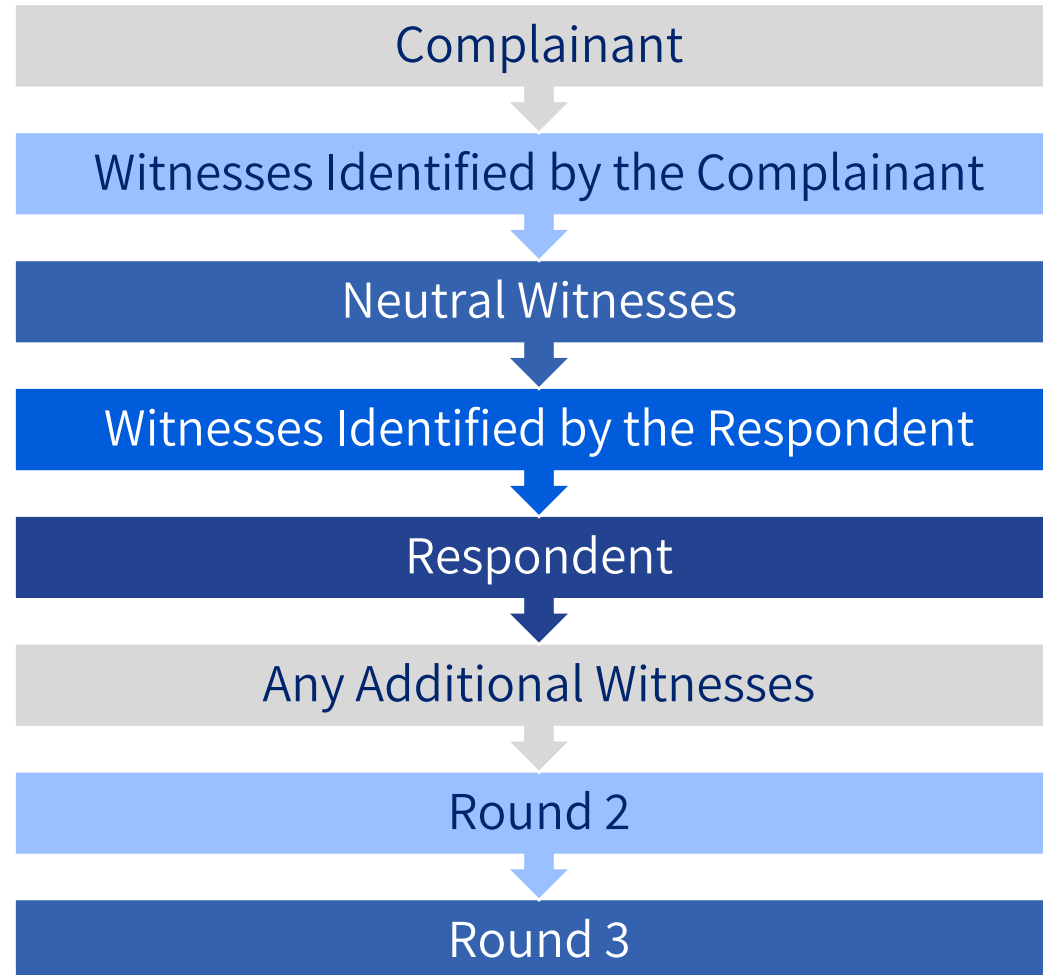 Complainant
Witnesses Identified by the Complainant
Neutral Witnesses
Witnesses Identified by the Respondent
Respondent
Any Additional Witnesses
Round 2
Round 3